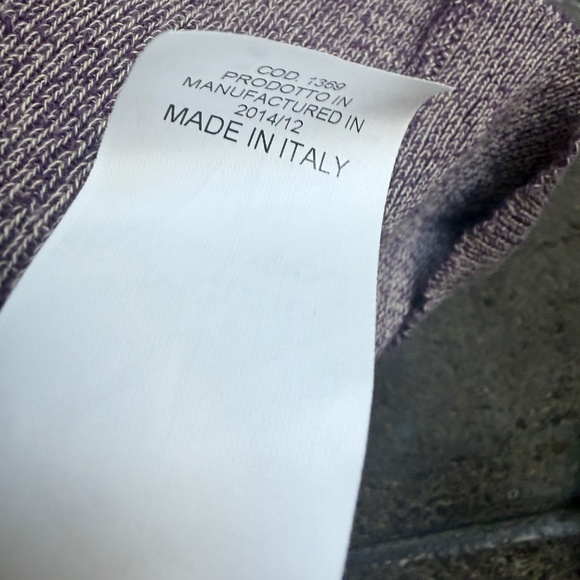 COD. 1369
PRODOTTO IN
MANUFACTURED IN
2014/12
MADE IN ITALY